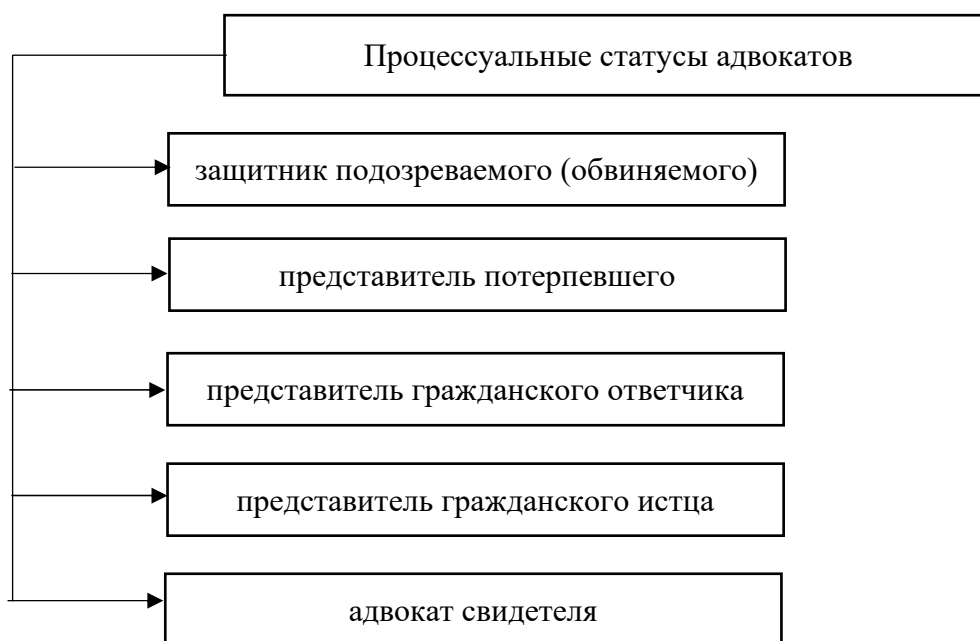 Процессуальные статусы адвокатов
защитник подозреваемого (обвиняемого)
представитель потерпевшего
представитель гражданского ответчика
представитель гражданского истца
адвокат свидетеля